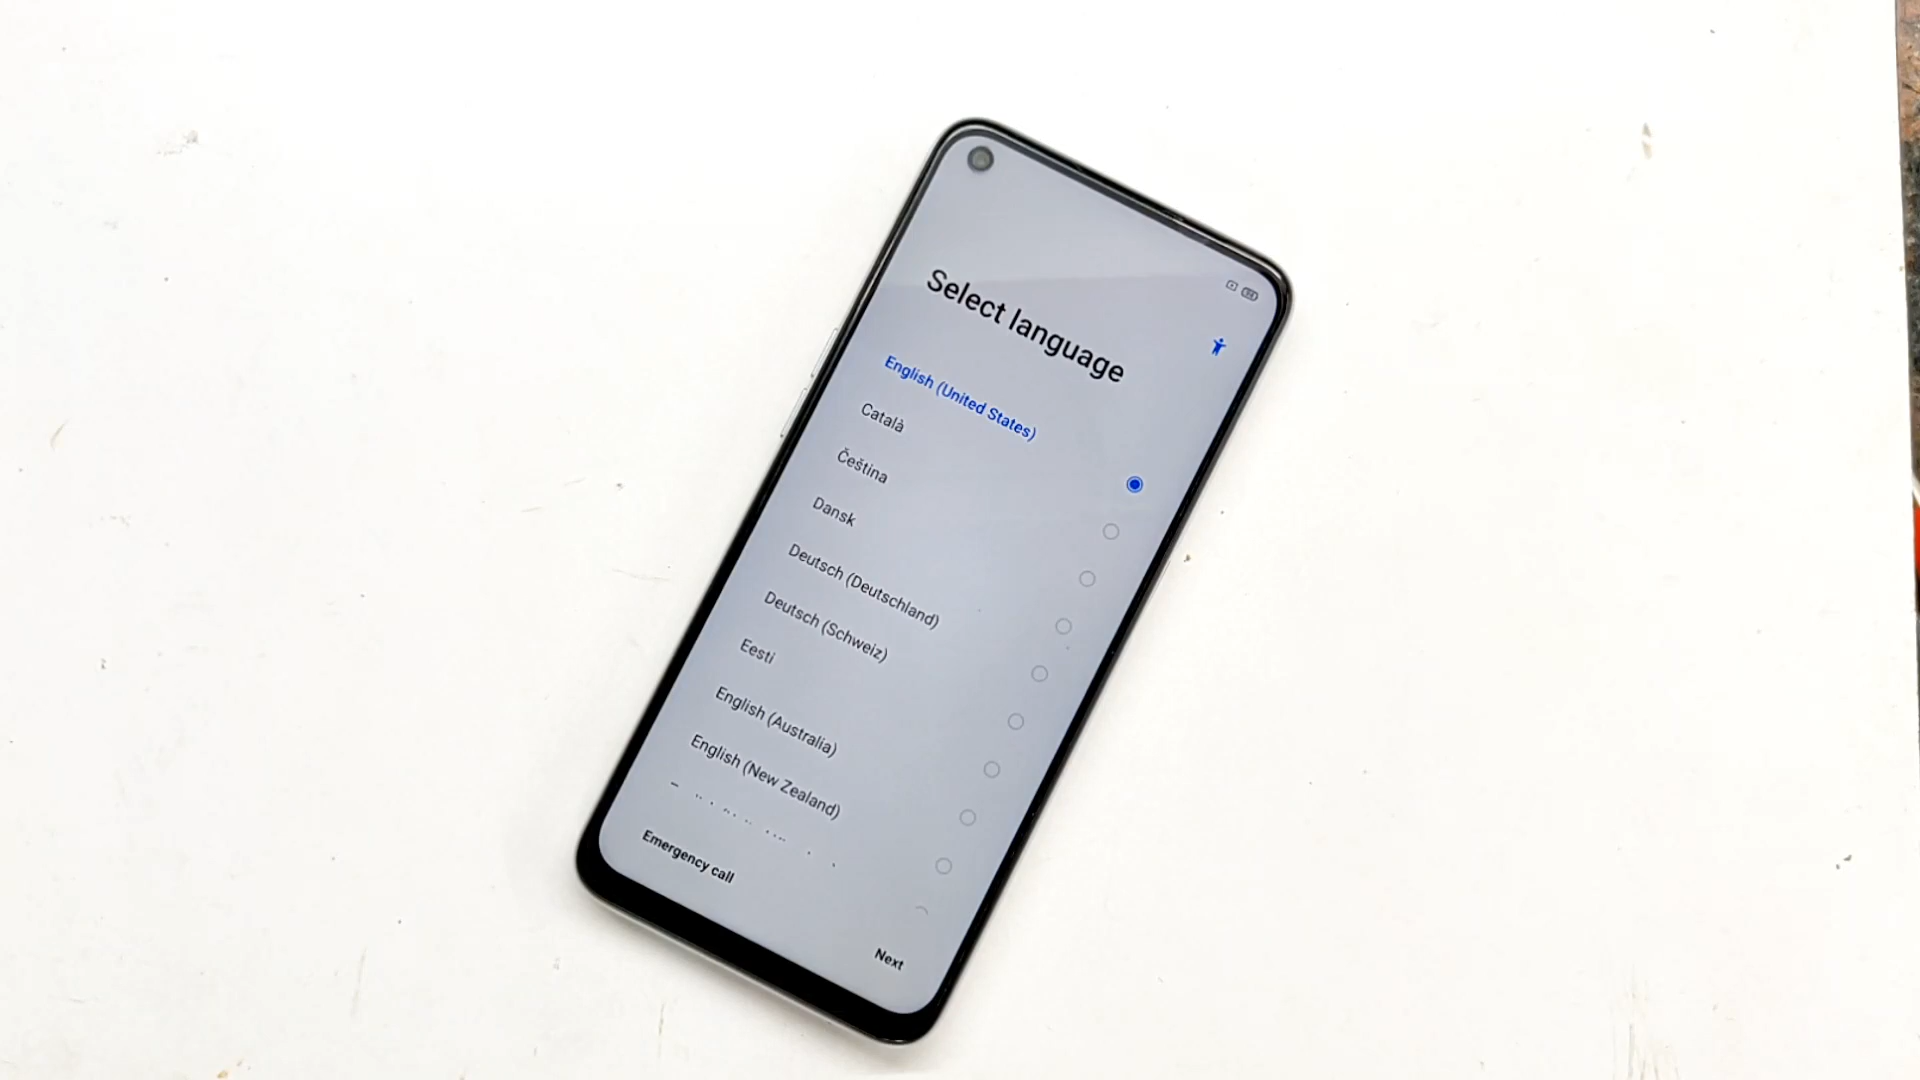 Select language
English (United States)
Català
Čeština
Dansk
Deutsch (Deutschland)
Deutsch (Schweiz)
Eesti
English (Australia)
English (New Zealand)
Emergency call
Next